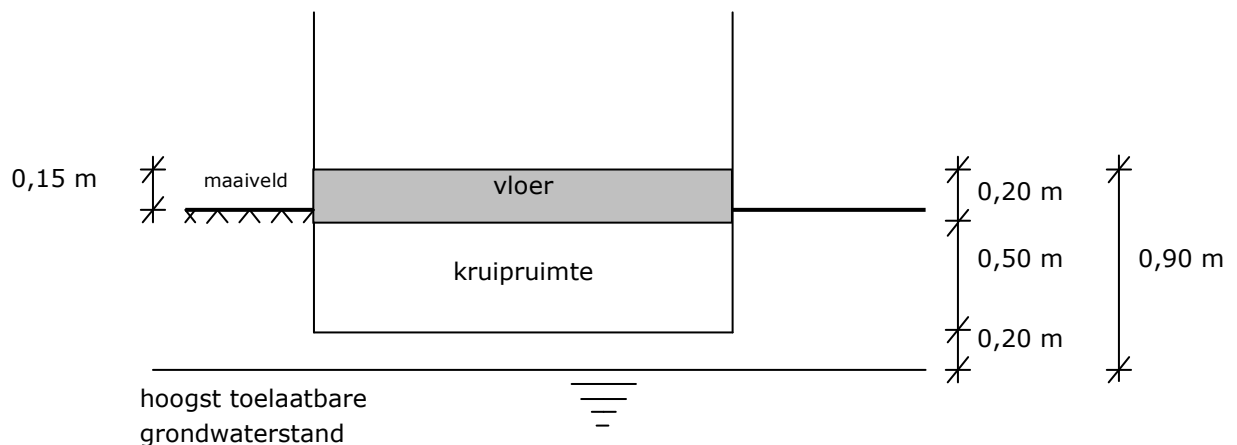 0,15 m
maaiveld
vloer
0,20 m
kruipruimte
0,50 m
0,90 m
0,20 m
hoogst toelaatbare
grondwaterstand